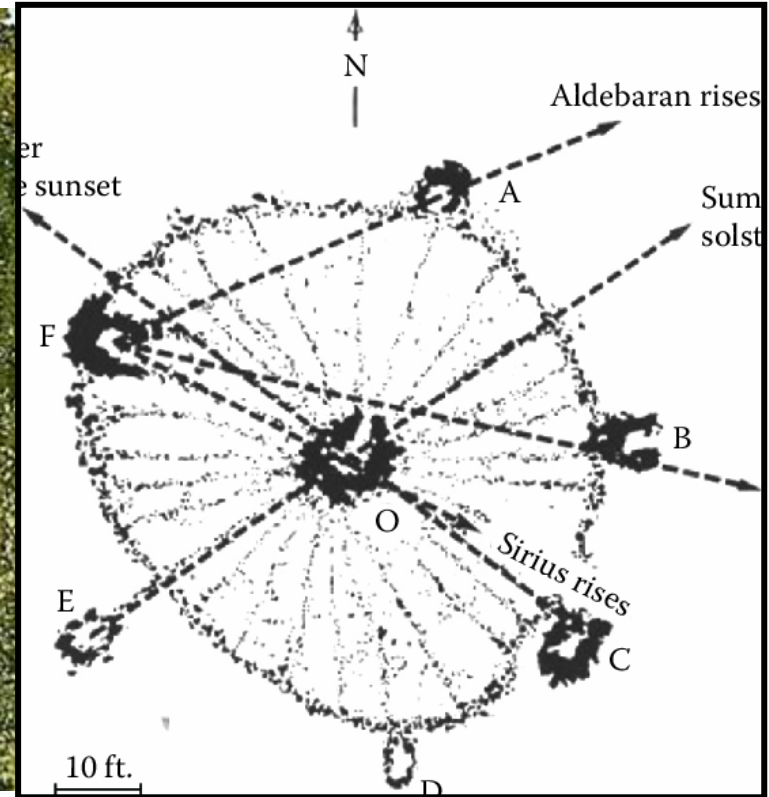 N
Aldebaran rises
er
e sunset
A
Sum
solst
F
B
O
Sirius rises
E
C
10 ft.
D